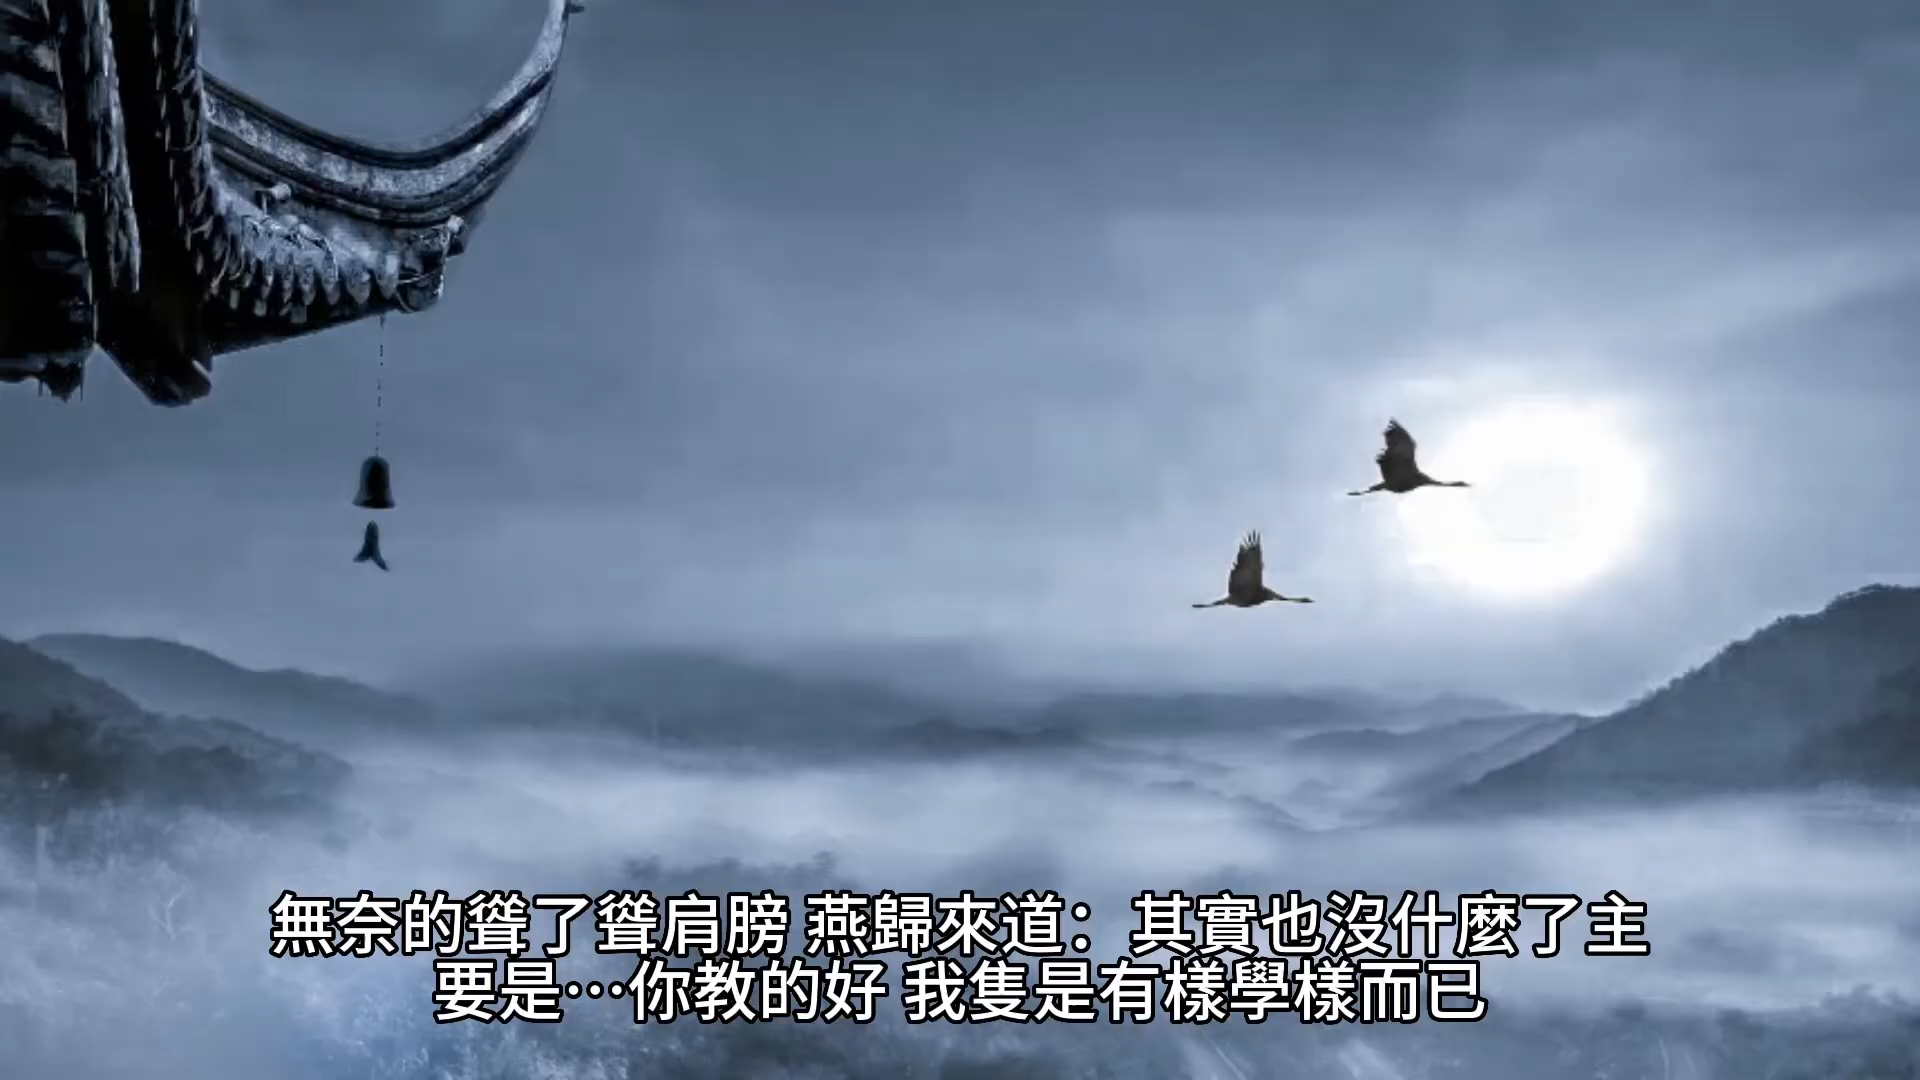 無奈的聳了聳肩膀 燕歸來道：其實也沒什麼了主
要是…你教的好 我隻是有樣學樣而已